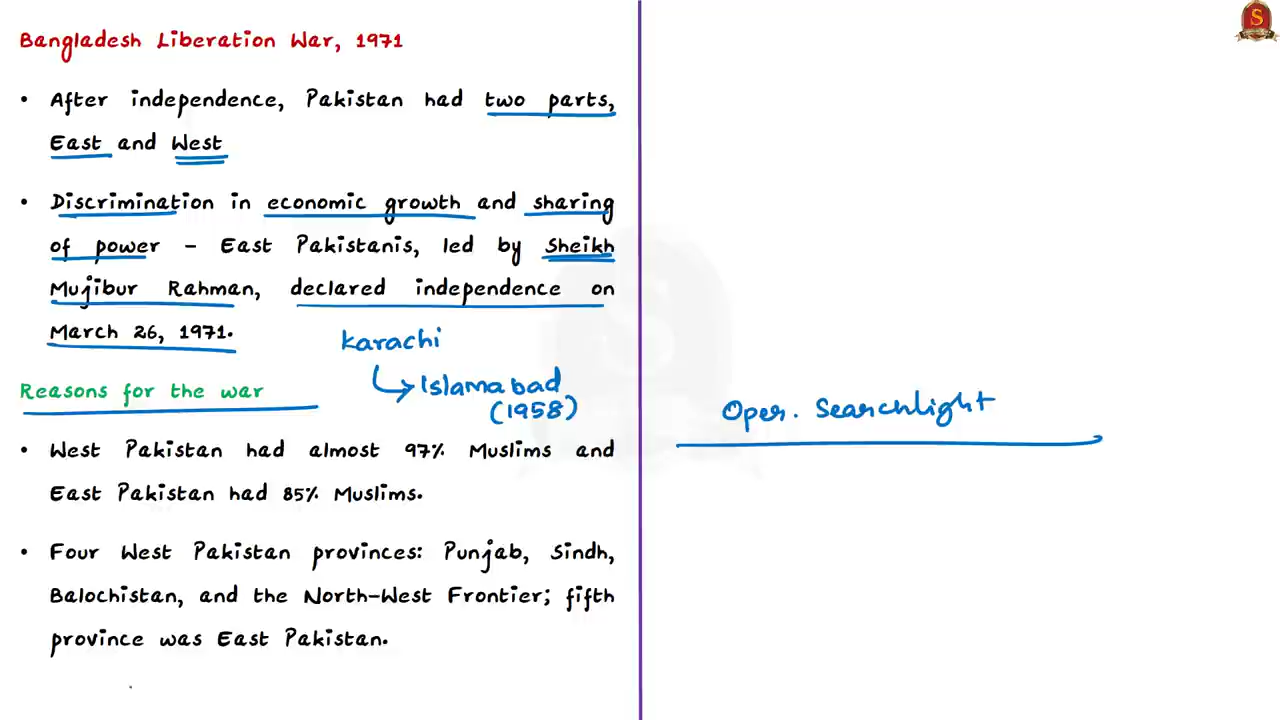 Bangladesh Liberation War, 1971
• After independence, Pakistan had two parts,
East and West
• Discrimination in economic growth and sharing
of power – East Pakistanis, led by Sheikh
Mujibur Rahman, declared independence on
March 26, 1971.
Karachi
Islamabad
(1958)
Reasons for the war
• West Pakistan had almost 97% Muslims and
East Pakistan had 85% Muslims.
• Four West Pakistan provinces: Punjab, Sindh,
Balochistan, and the North-West Frontier; fifth
province was East Pakistan.
Oper. Searchlight
S